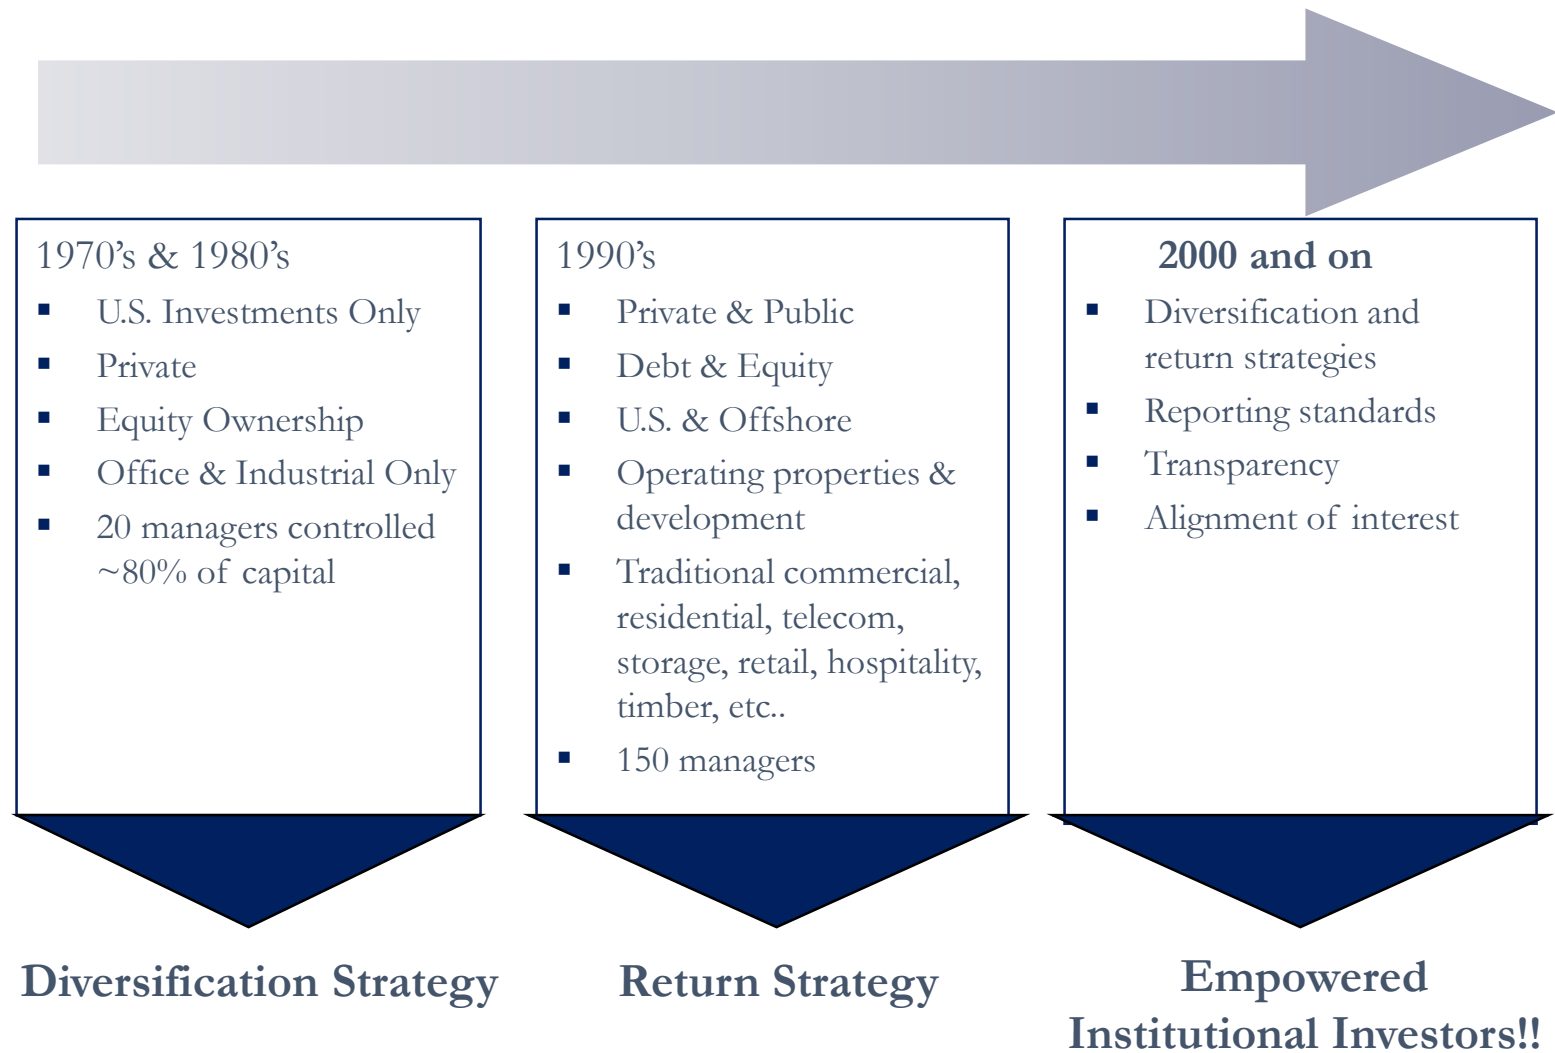 1970’s & 1980’s
▪ U.S. Investments Only
▪ Private
▪ Equity Ownership
▪ Office & Industrial Only
▪ 20 managers controlled
~80% of capital
Diversification Strategy
1990’s
▪ Private & Public
▪ Debt & Equity
▪ U.S. & Offshore
▪ Operating properties &
development
▪ Traditional commercial,
residential, telecom,
storage, retail, hospitality,
timber, etc..
▪ 150 managers
Return Strategy
2000 and on
▪ Diversification and
return strategies
▪ Reporting standards
▪ Transparency
▪ Alignment of interest
Empowered
Institutional Investors!!